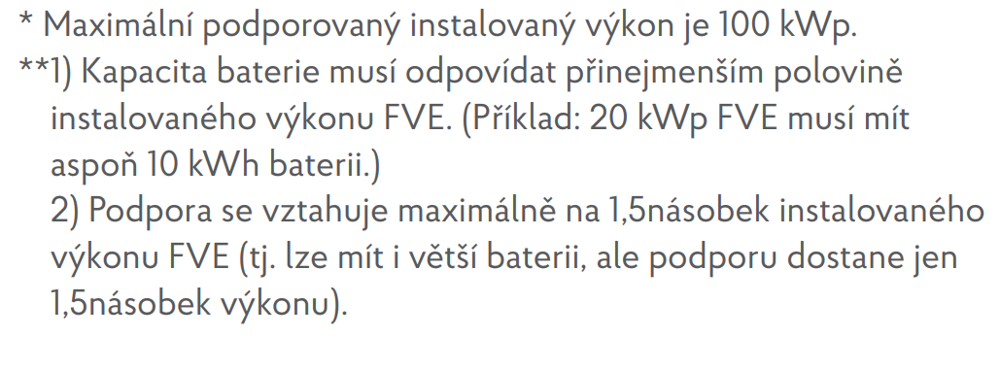 * Maximální podporovaný instalovaný výkon je 100 kWp.
**1) Kapacita baterie musí odpovídat přinejmenším polovině
instalovaného výkonu FVE. (Příklad: 20 kWp FVE musí mít
aspoň 10 kWh baterii.)
2) Podpora se vztahuje maximálně na 1,5násobek instalovaného
výkonu FVE (tj. lze mít i větší baterii, ale podporu dostane jen
1,5násobek výkonu).